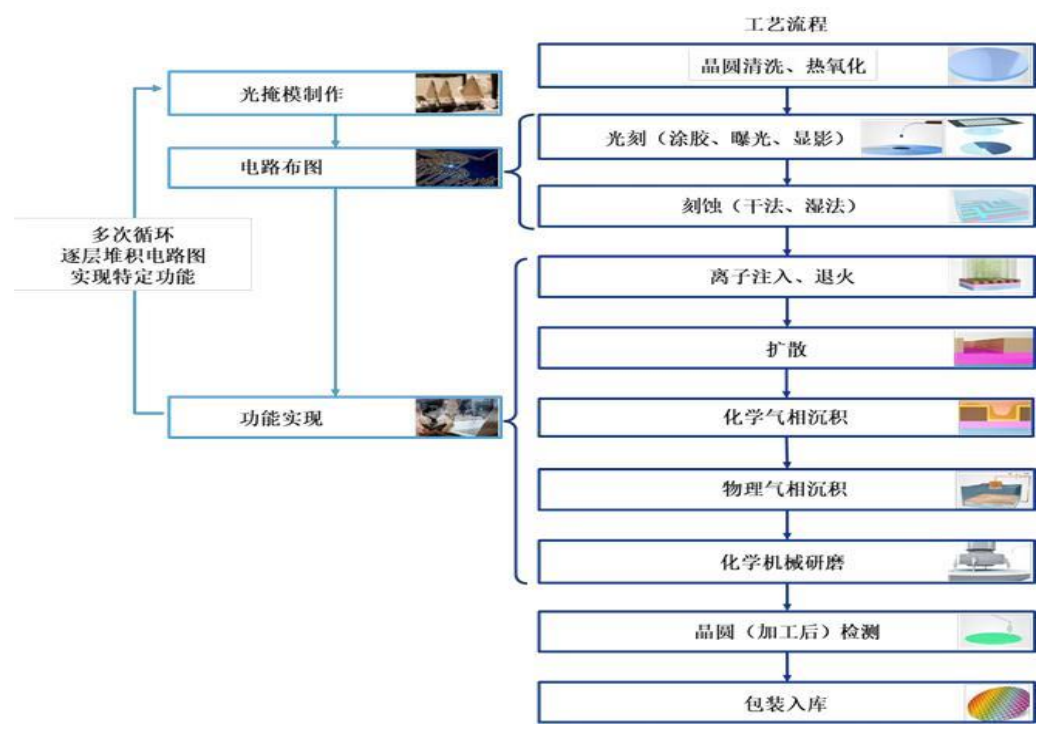 工艺流程
晶圆清洗、热氧化
光掩模制作
光刻（涂胶、曝光、显影）
电路布图
刻蚀（干法、湿法）
多次循环
逐层堆积电路图
实现特定功能
离子注入、退火
扩散
功能实现
化学气相沉积
物理气相沉积
化学机械研磨
晶圆（加工后）检测
包装入库